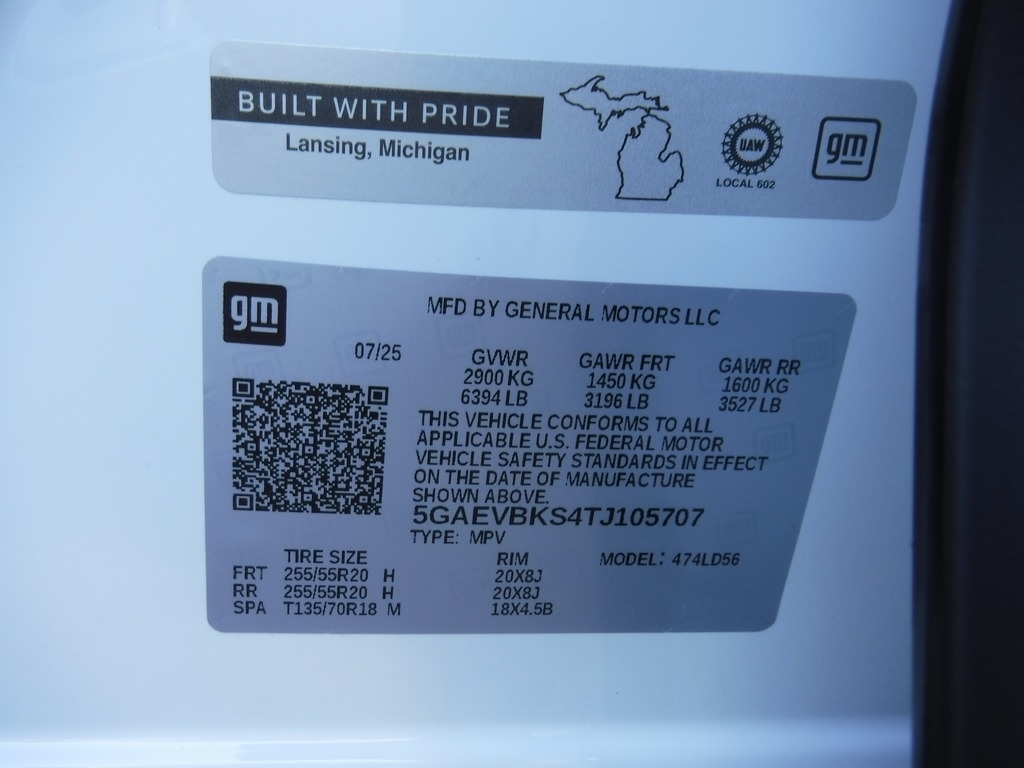 BUILT WITH PRIDE
Lansing, Michigan
UAW
LOCAL 602
gm
gm
MFD BY GENERAL MOTORS LLC
07/25
GVWR GAWR FRT GAWR RR
2900 KG 1450 KG 1600 KG
6394 LB 3196 LB 3527 LB
THIS VEHICLE CONFORMS TO ALL
APPLICABLE U.S. FEDERAL MOTOR
VEHICLE SAFETY STANDARDS IN EFFECT
ON THE DATE OF MANUFACTURE
SHOWN ABOVE.
5GAEVBKS4TJ105707
TYPE: MPV
TIRE SIZE RIM MODEL: 474LD56
FRT 255/55R20 H 20X8J
RR 255/55R20 H 20X8J
SPA T135/70R18 M 18X4.5B